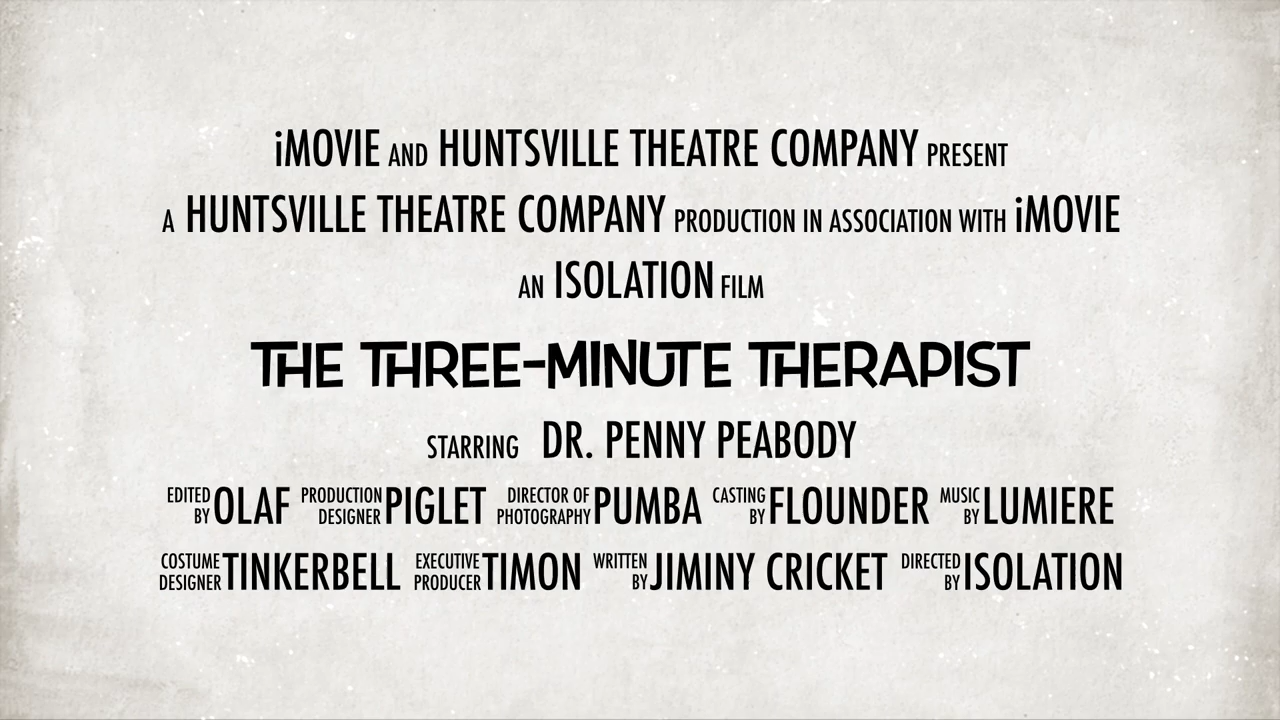 iMOVIE AND HUNTSVILLE THEATRE COMPANY PRESENT
A HUNTSVILLE THEATRE COMPANY PRODUCTION IN ASSOCIATION WITH iMOVIE
AN ISOLATION FILM
THE THREE-MINUTE THERAPIST
STARRING DR. PENNY PEABODY
EDITED BY OLAF PRODUCTION DESIGNER PIGLET DIRECTOR OF PHOTOGRAPHY PUMBA CASTING BY FLOUNDER MUSIC BY LUMIERE
COSTUME DESIGNER TINKERBELL EXECUTIVE PRODUCER TIMON WRITTEN BY JIMINY CRICKET DIRECTED BY ISOLATION